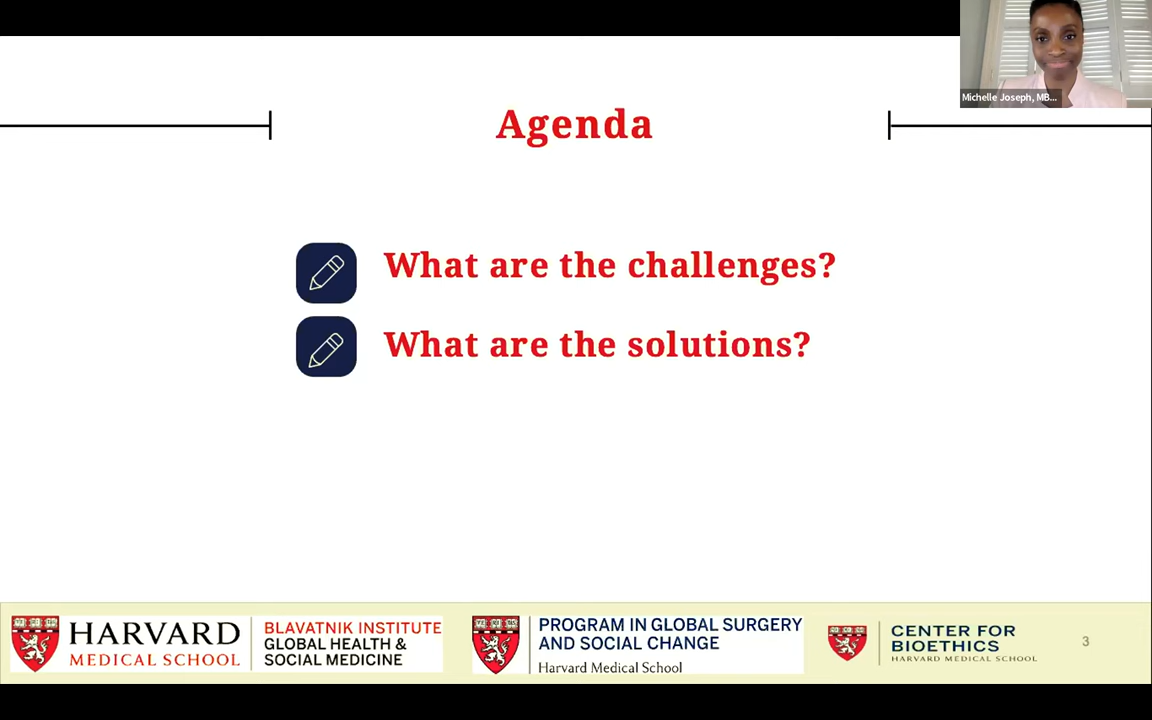 Michelle Joseph, MB...
Agenda
What are the challenges?
What are the solutions?
HARVARD
MEDICAL SCHOOL
BLAVATNIK INSTITUTE
GLOBAL HEALTH &
SOCIAL MEDICINE
PROGRAM IN GLOBAL SURGERY
AND SOCIAL CHANGE
Harvard Medical School
CENTER FOR
BIOETHICS
HARVARD MEDICAL SCHOOL
3